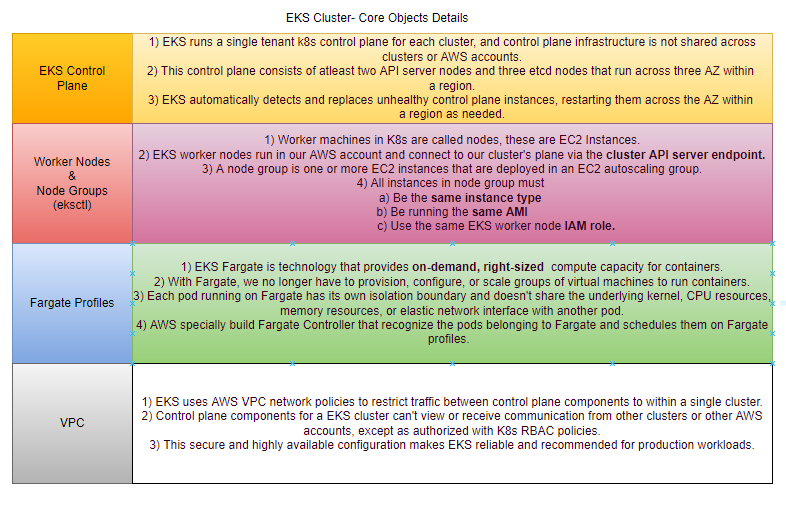 EKS Cluster- Core Objects Details
EKS Control
Plane
1) EKS runs a single tenant k8s control plane for each cluster, and control plane infrastructure is not shared across
clusters or AWS accounts.
2) This control plane consists of atleast two API server nodes and three etcd nodes that run across three AZ within
a region.
3) EKS automatically detects and replaces unhealthy control plane instances, restarting them across the AZ within
a region as needed.
Worker Nodes
&
Node Groups
(eksctl)
1) Worker machines in K8s are called nodes, these are EC2 Instances.
2) EKS worker nodes run in our AWS account and connect to our cluster's plane via the cluster API server endpoint.
3) A node group is one or more EC2 instances that are deployed in an EC2 autoscaling group.
4) All instances in node group must
a) Be the same instance type
b) Be running the same AMI
c) Use the same EKS worker node IAM role.
Fargate Profiles
1) EKS Fargate is technology that provides on-demand, right-sized compute capacity for containers.
2) With Fargate, we no longer have to provision, configure, or scale groups of virtual machines to run containers.
3) Each pod running on Fargate has its own isolation boundary and doesn't share the underlying kernel, CPU resources,
memory resources, or elastic network interface with another pod.
4) AWS specially build Fargate Controller that recognize the pods belonging to Fargate and schedules them on Fargate
profiles.
VPC
1) EKS uses AWS VPC network policies to restrict traffic between control plane components to within a single cluster.
2) Control plane components for a EKS cluster can't view or receive communication from other clusters or other AWS
accounts, except as authorized with K8s RBAC policies.
3) This secure and highly available configuration makes EKS reliable and recommended for production workloads.